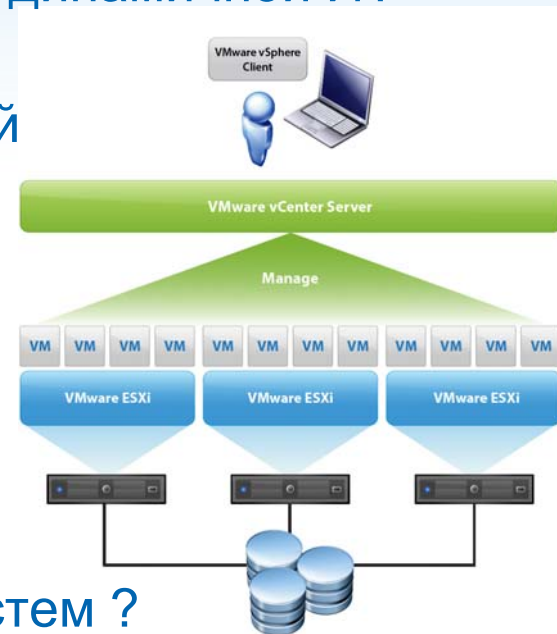 динамичной
VMware vSphere
Client
й
VMware vCenter Server
Manage
VM VM VM VM VM VM VM VM VM VM VM VM
VMware ESXi VMware ESXi VMware ESXi
стем ?